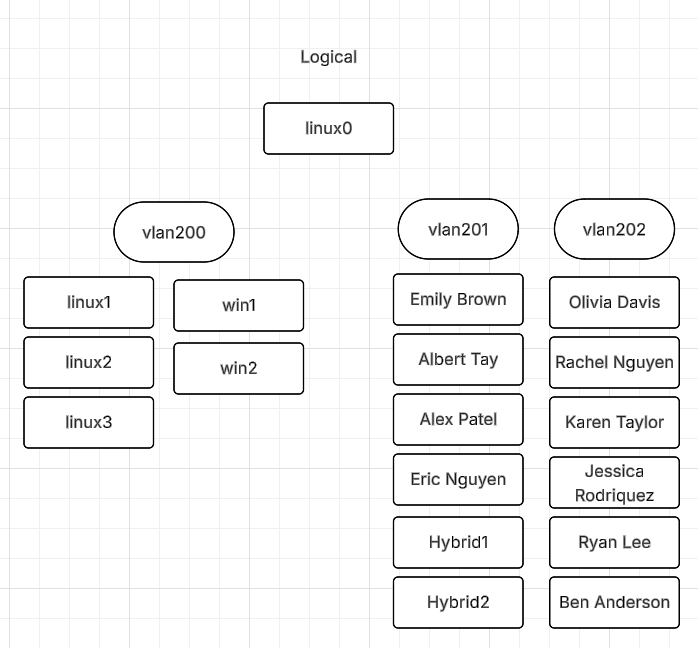 Logical
linux0
vlan200
linux1
win1
linux2
win2
linux3
vlan201
Emily Brown
Albert Tay
Alex Patel
Eric Nguyen
Hybrid1
Hybrid2
vlan202
Olivia Davis
Rachel Nguyen
Karen Taylor
Jessica
Rodriquez
Ryan Lee
Ben Anderson